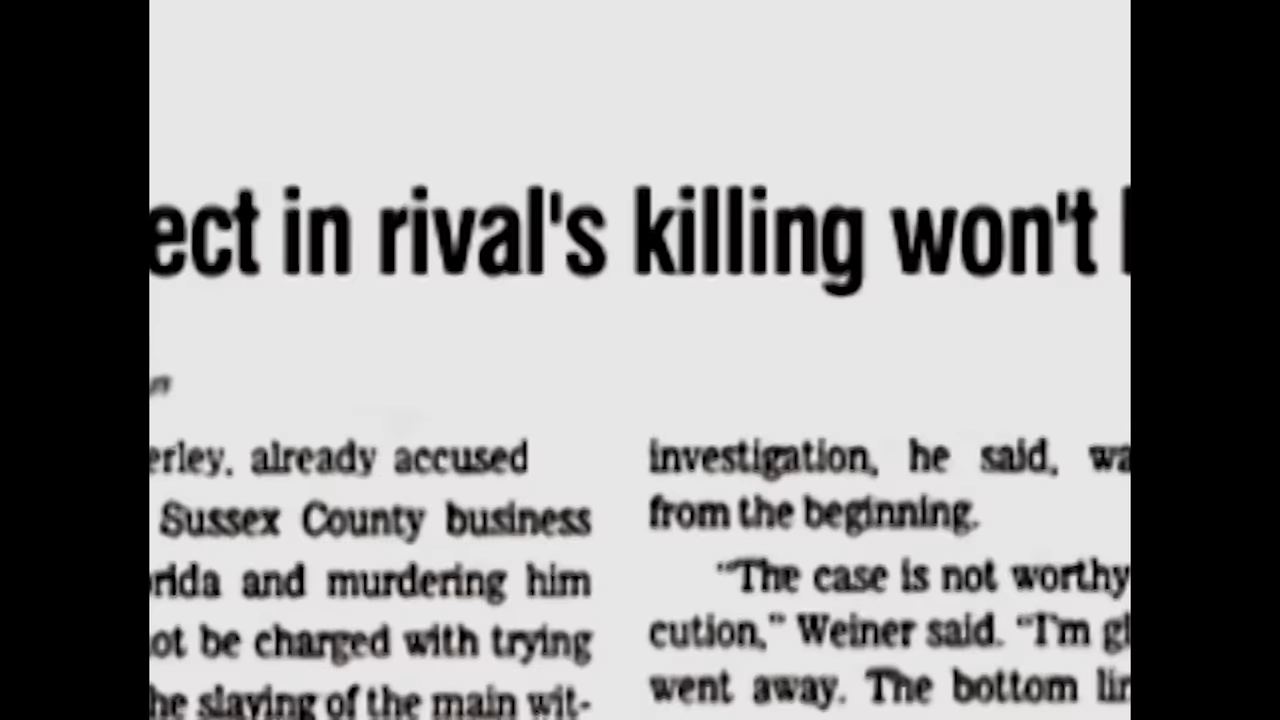 ect in rival's killing won't
erley, already accused
Sussex County business
rida and murdering him
ot be charged with trying
he slaying of the main wit-
investigation, he said, wa
from the beginning.
"The case is not worthy
cution," Weiner said. "I'm gl
went away. The bottom lin